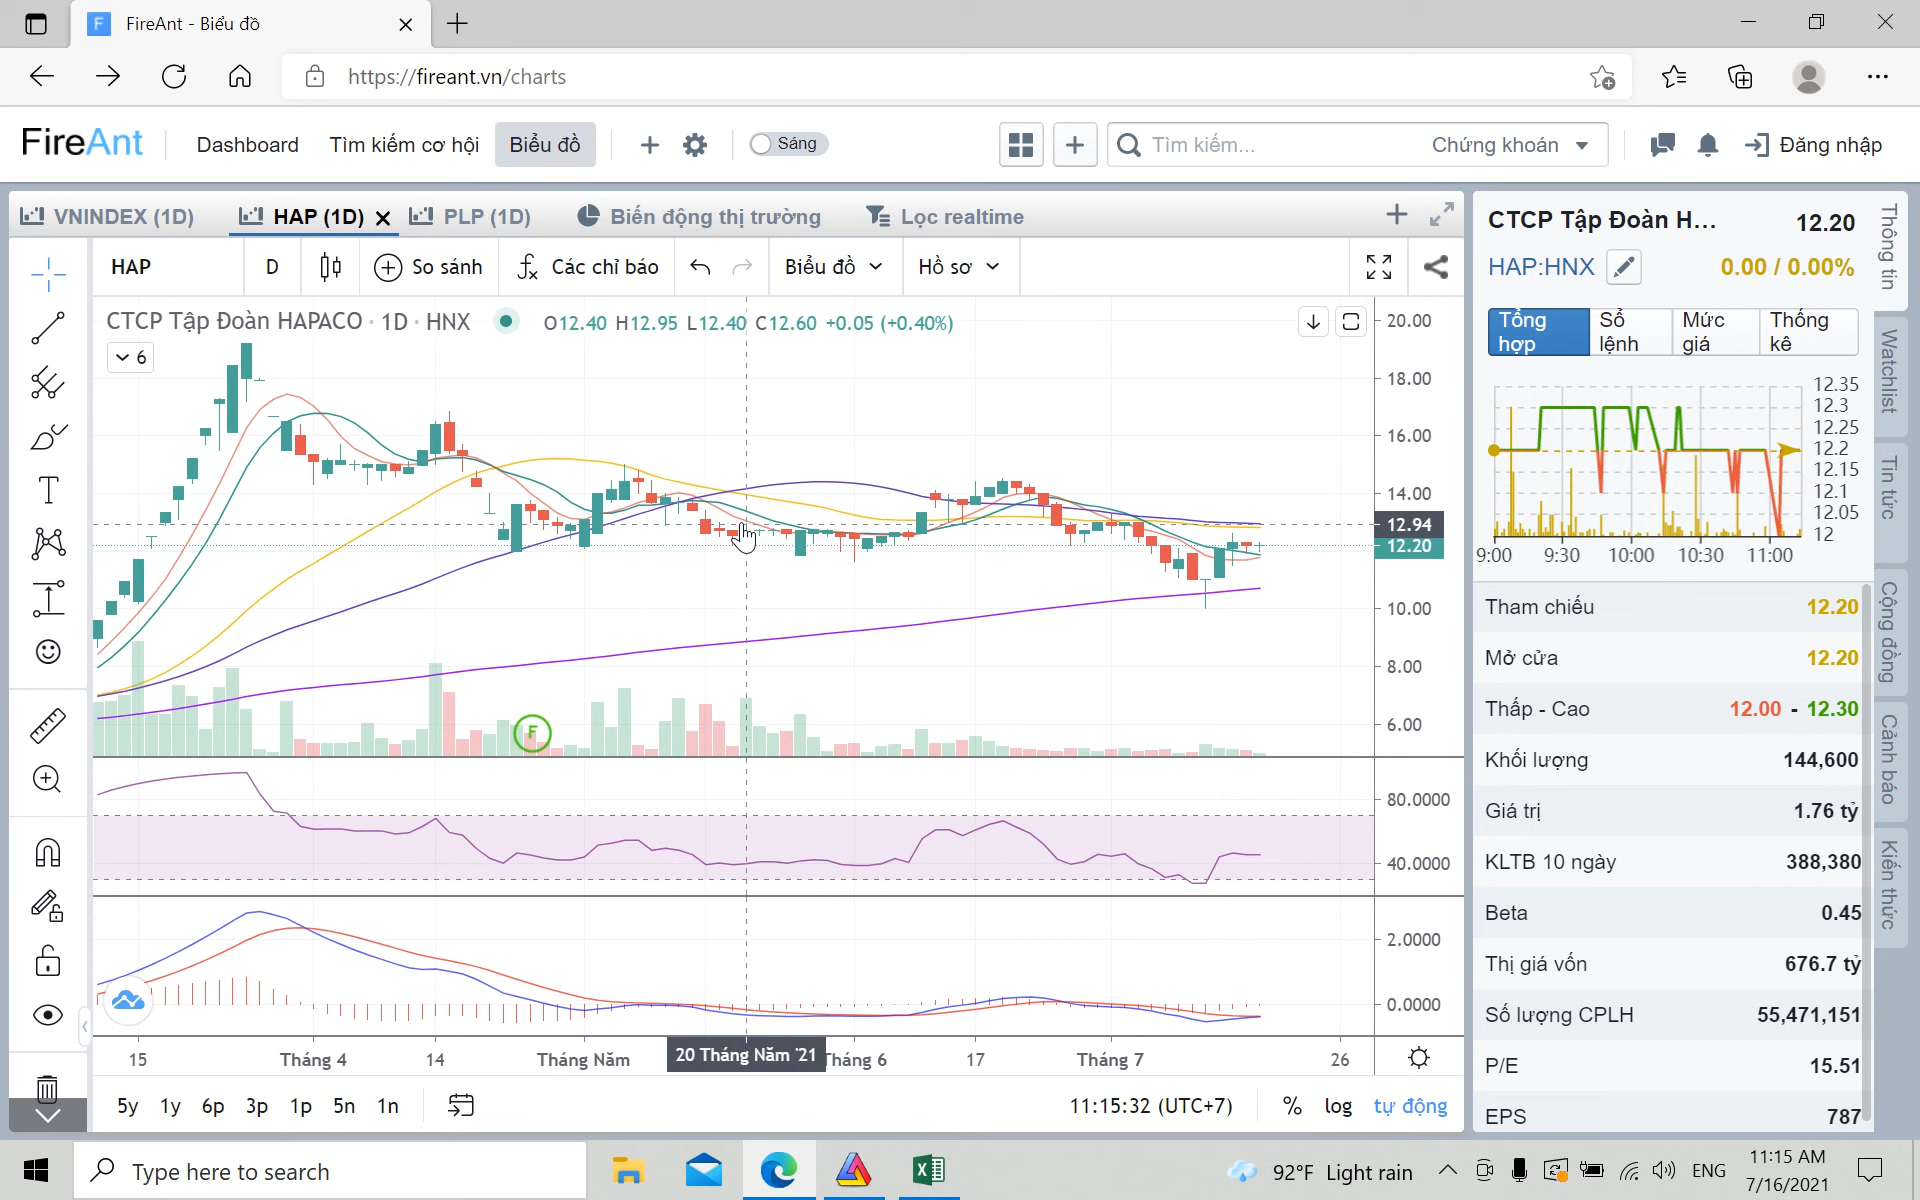 FireAnt - Biểu đồ
https://fireant.vn/charts
FireAnt Dashboard Tìm kiếm cơ hội Biểu đồ Sáng Tìm kiếm... Chứng khoán Đăng nhập
VNINDEX (1D) HAP (1D) PLP (1D) Biến động thị trường Lọc realtime
HAP D So sánh Các chỉ báo Biểu đồ Hồ sơ
CTCP Tập Đoàn HAPACO · 1D · HNX O12.40 H12.95 L12.40 C12.60 +0.05 (+0.40%)
6
20.00
18.00
16.00
14.00
12.94
12.20
10.00
8.00
6.00
F
80.0000
40.0000
2.0000
0.0000
15 Tháng 4 14 Tháng Năm 20 Tháng Năm '21 Tháng 6 17 Tháng 7 26
5y 1y 6p 3p 1p 5n 1n 11:15:32 (UTC+7) % log tự động
CTCP Tập Đoàn H... 12.20
HAP:HNX 0.00 / 0.00%
Tổng hợp
Sổ lệnh
Mức giá
Thống kê
12.35
12.3
12.25
12.2
12.15
12.1
12.05
12
9:00 9:30 10:00 10:30 11:00
Tham chiếu 12.20
Mở cửa 12.20
Thấp - Cao 12.00 - 12.30
Khối lượng 144,600
Giá trị 1.76 tỷ
KLTB 10 ngày 388,380
Beta 0.45
Thị giá vốn 676.7 tỷ
Số lượng CPLH 55,471,151
P/E 15.51
EPS 787
Thông tin
Watchlist
Tin tức
Cộng đồng
Cảnh báo
Kiến thức
Type here to search
92°F Light rain ENG
11:15 AM
7/16/2021